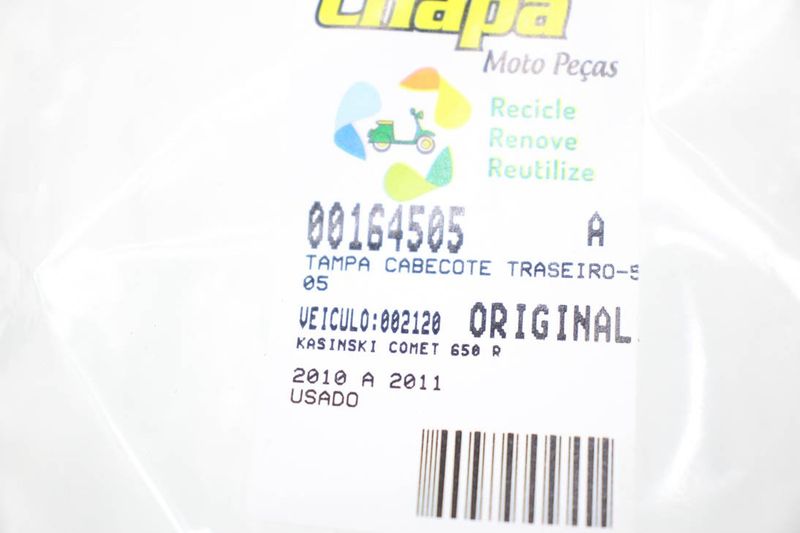 Chapa
Moto Peças
Recicle
Renove
Reutilize
00164505 A
TAMPA CABECOTE TRASEIRO-5
05
VEICULO:002120 ORIGINAL
KASINSKI COMET 650 R
2010 A 2011
USADO